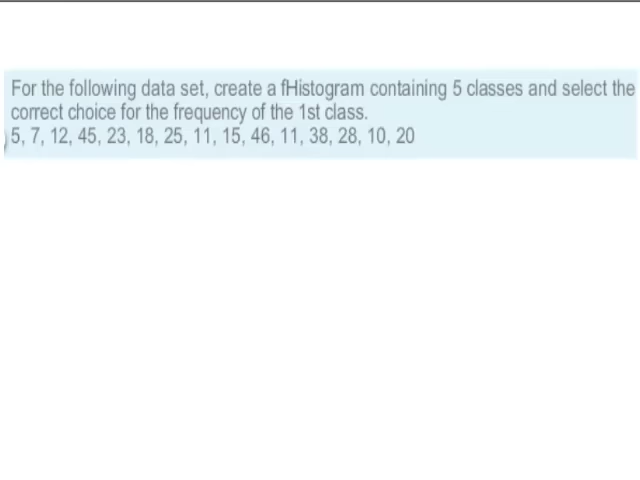 For the following data set, create a fHistogram containing 5 classes and select the
correct choice for the frequency of the 1st class.
5, 7, 12, 45, 23, 18, 25, 11, 15, 46, 11, 38, 28, 10, 20